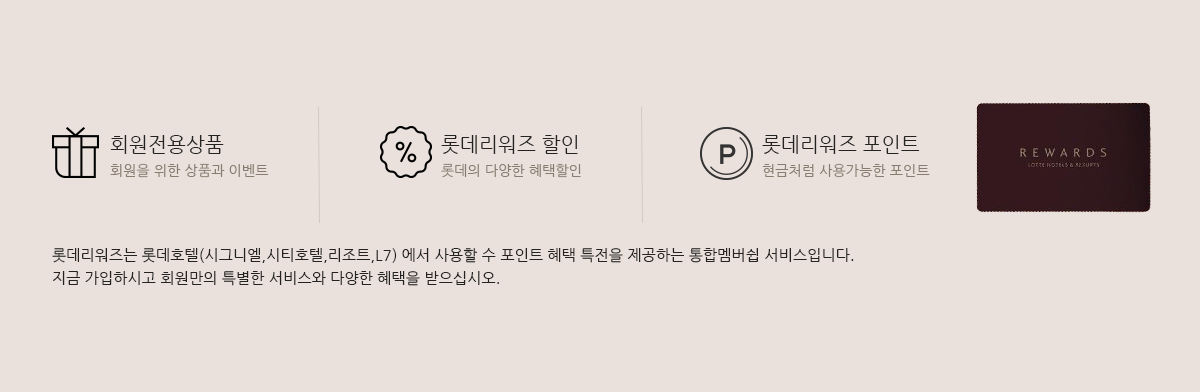 회원전용상품
회원을 위한 상품과 이벤트
%
롯데리워즈 할인
롯데의 다양한 혜택할인
P
롯데리워즈 포인트
현금처럼 사용가능한 포인트
REWARDS
LOTTE HOTELS & RESORTS
롯데리워즈는 롯데호텔(시그니엘,시티호텔,리조트,L7) 에서 사용할 수 포인트 혜택 특전을 제공하는 통합멤버쉽 서비스입니다.
지금 가입하시고 회원만의 특별한 서비스와 다양한 혜택을 받으십시오.